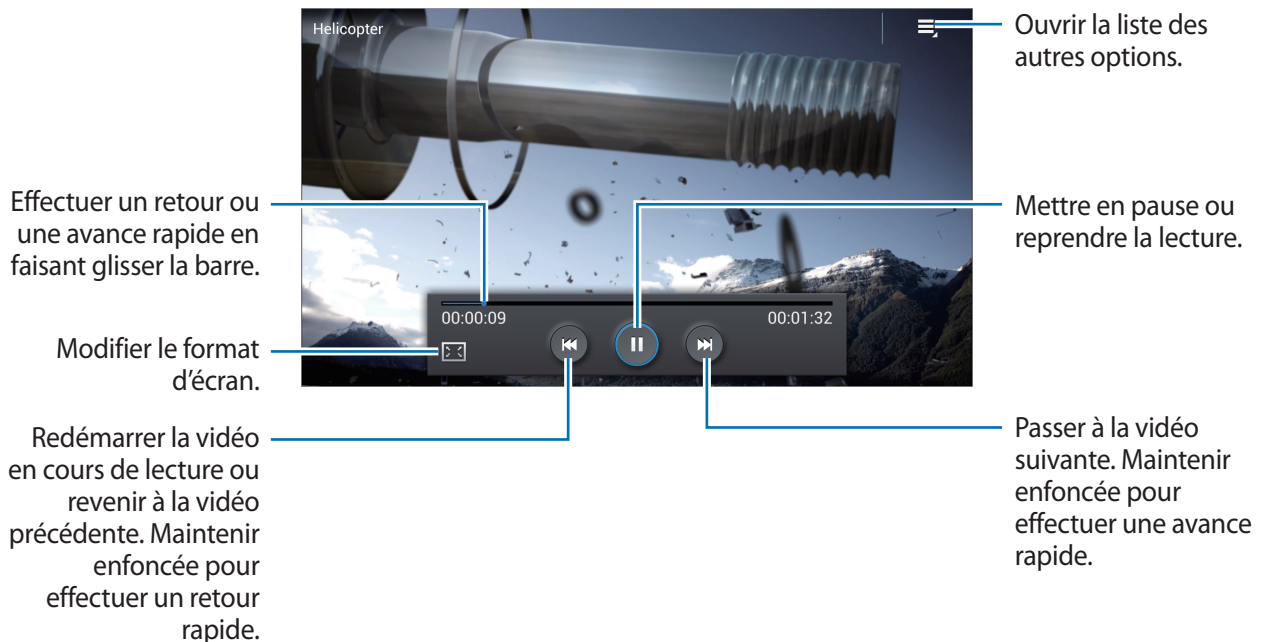 Helicopter
Ouvrir la liste des
autres options.
Effectuer un retour ou
une avance rapide en
faisant glisser la barre.
Mettre en pause ou
reprendre la lecture.
00:00:09
00:01:32
Modifier le format
d’écran.
Redémarrer la vidéo
en cours de lecture ou
revenir à la vidéo
précédente. Maintenir
enfoncée pour
effectuer un retour
rapide.
Passer à la vidéo
suivante. Maintenir
enfoncée pour
effectuer une avance
rapide.